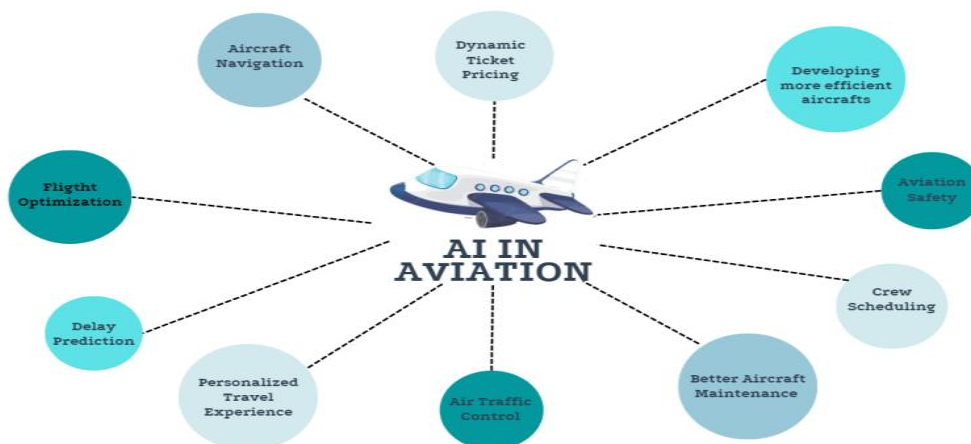 Aircraft
Navigation
Dynamic
Ticket
Pricing
Developing
more efficient
aircrafts
Fligtht
Optimization
Aviation
Safety
AI IN
AVIATION
Crew
Scheduling
Delay
Prediction
Personalized
Travel
Experience
Air Traffic
Control
Better Aircraft
Maintenance